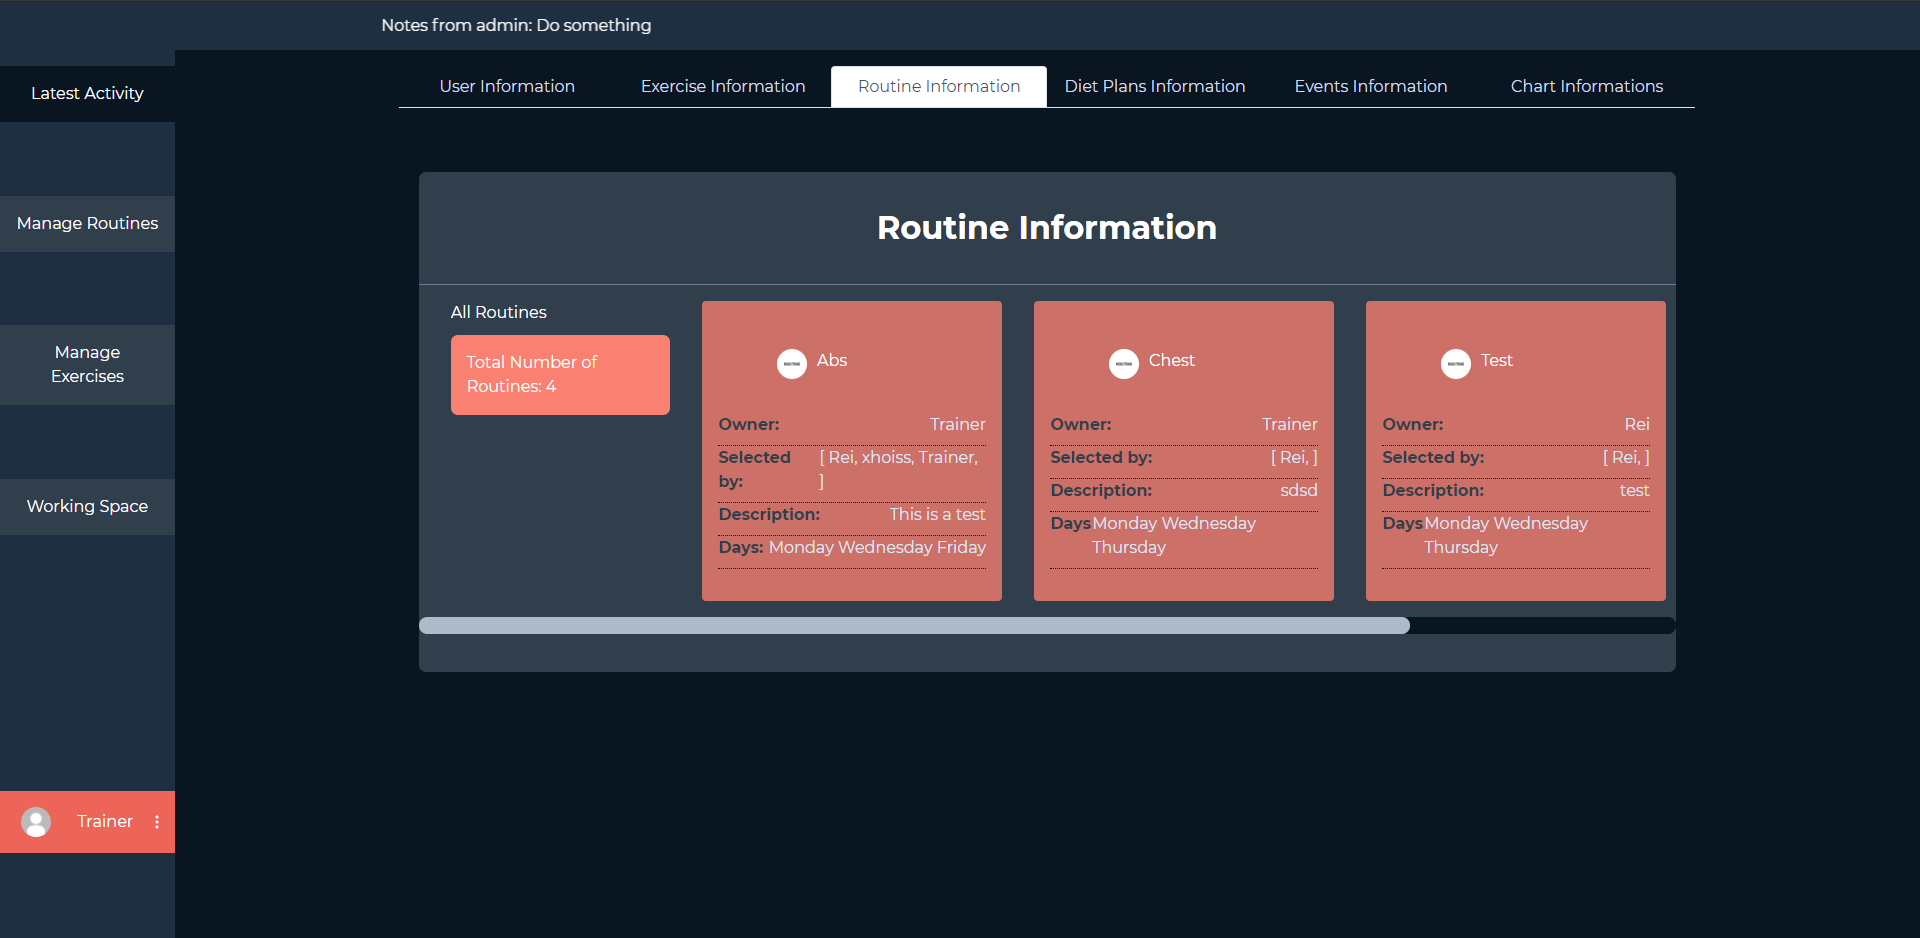 Notes from admin: Do something
Latest Activity
Manage Routines
Manage
Exercises
Working Space
Trainer
User Information
Exercise Information
Routine Information
Diet Plans Information
Events Information
Chart Informations
Routine Information
All Routines
Total Number of
Routines: 4
Abs
Owner: Trainer
Selected [ Rei, xhoiss, Trainer,
by: ]
Description: This is a test
Days: Monday Wednesday Friday
Chest
Owner: Trainer
Selected by: [ Rei, ]
Description: sdsd
Days Monday Wednesday
Thursday
Test
Owner: Rei
Selected by: [ Rei, ]
Description: test
Days Monday Wednesday
Thursday